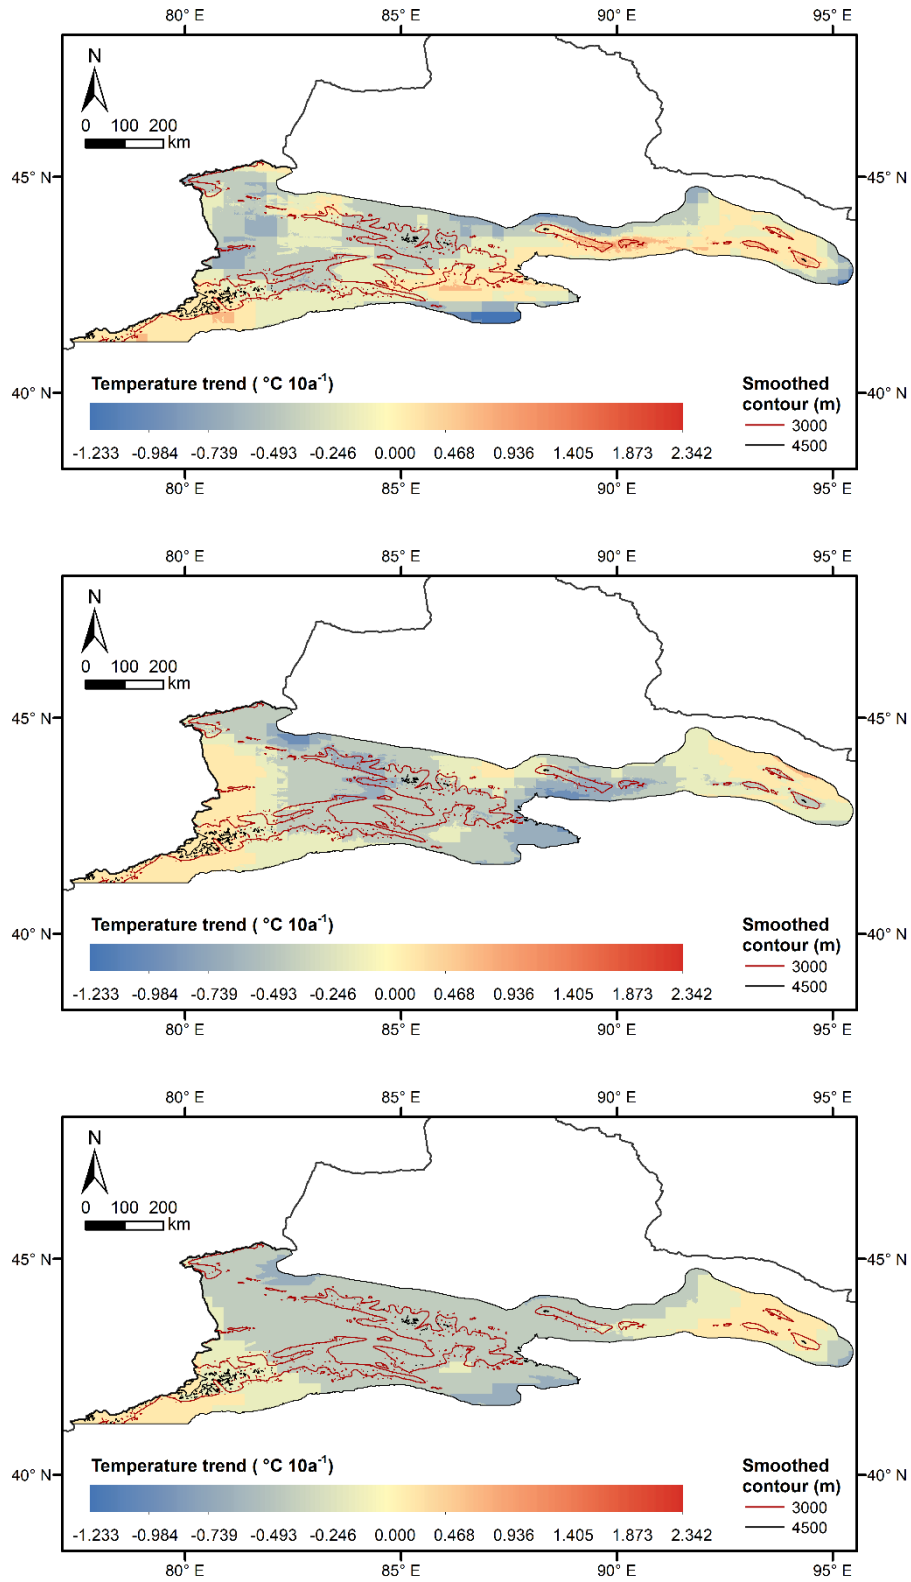 80° E 85° E 90° E 95° E
N
0 100 200
km
45° N 45° N
40° N 40° N
Temperature trend ( °C 10a⁻¹)
-1.233 -0.984 -0.739 -0.493 -0.246 0.000 0.468 0.936 1.405 1.873 2.342
Smoothed
contour (m)
3000
4500
80° E 85° E 90° E 95° E
80° E 85° E 90° E 95° E
N
0 100 200
km
45° N 45° N
40° N 40° N
Temperature trend ( °C 10a⁻¹)
-1.233 -0.984 -0.739 -0.493 -0.246 0.000 0.468 0.936 1.405 1.873 2.342
Smoothed
contour (m)
3000
4500
80° E 85° E 90° E 95° E
80° E 85° E 90° E 95° E
N
0 100 200
km
45° N 45° N
40° N 40° N
Temperature trend ( °C 10a⁻¹)
-1.233 -0.984 -0.739 -0.493 -0.246 0.000 0.468 0.936 1.405 1.873 2.342
Smoothed
contour (m)
3000
4500
80° E 85° E 90° E 95° E